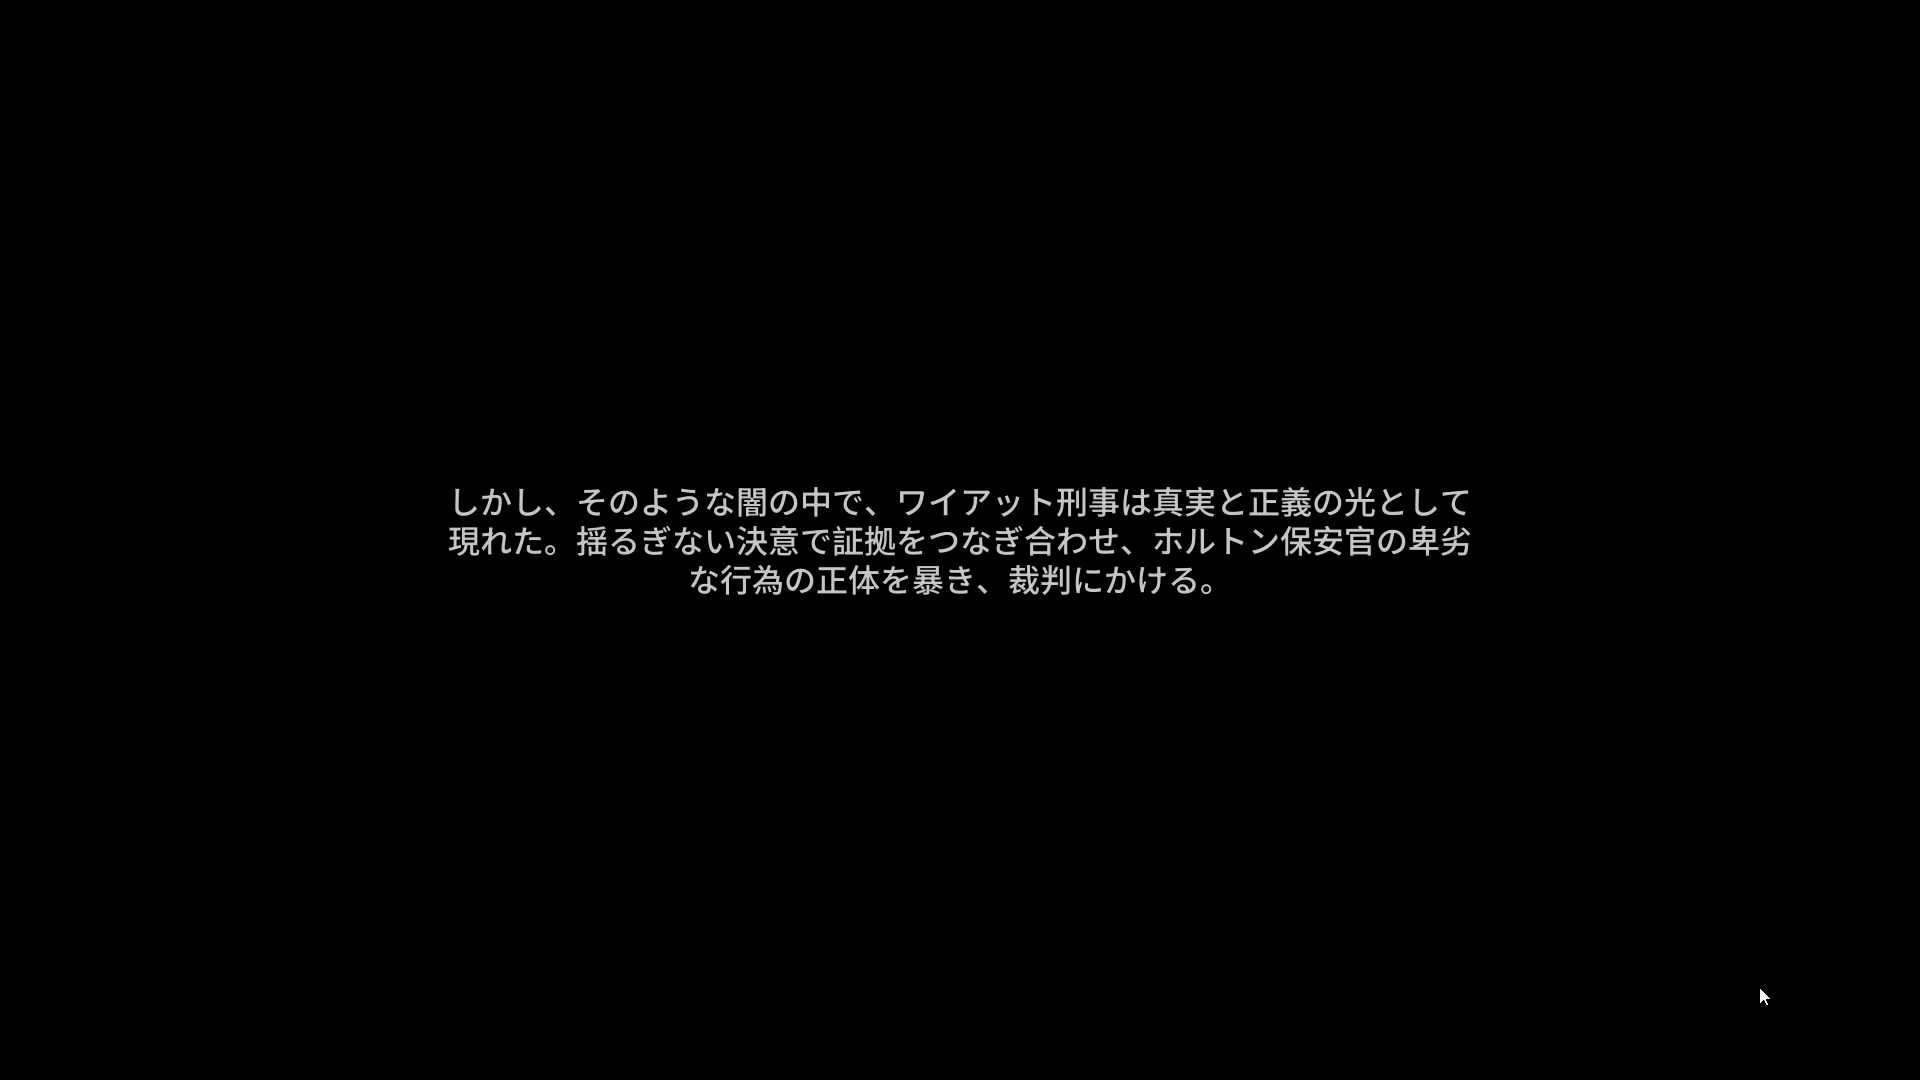 しかし、そのような闇の中で、ワイアット刑事は真実と正義の光として
現れた。揺るぎない決意で証拠をつなぎ合わせ、ホルトン保安官の卑劣
な行為の正体を暴き、裁判にかける。